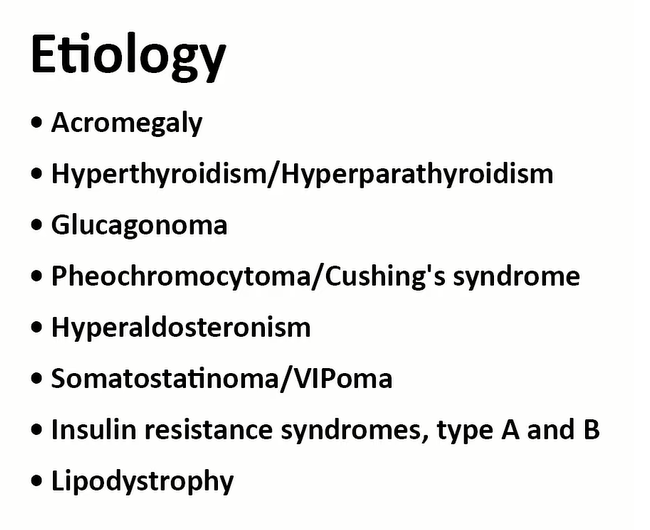 Etiology
• Acromegaly
• Hyperthyroidism/Hyperparathyroidism
• Glucagonoma
• Pheochromocytoma/Cushing's syndrome
• Hyperaldosteronism
• Somatostatinoma/VIPoma
• Insulin resistance syndromes, type A and B
• Lipodystrophy